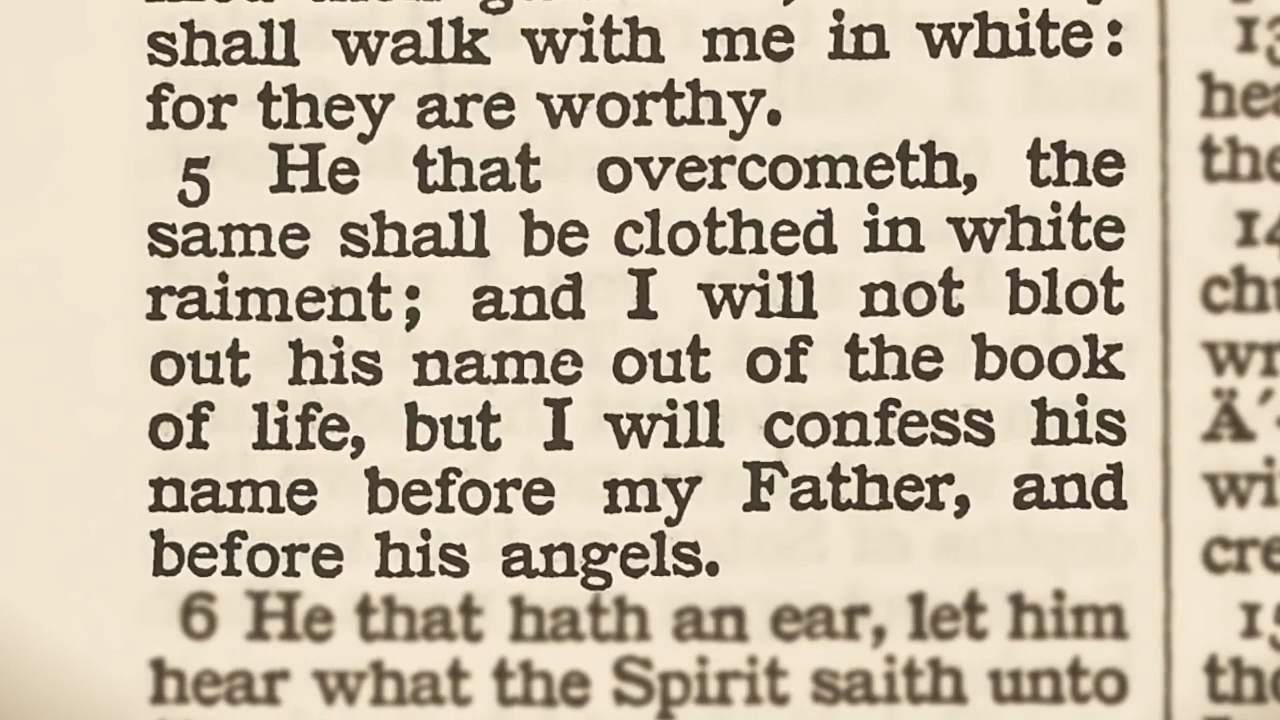 shall walk with me in white:
for they are worthy.
5 He that overcometh, the
same shall be clothed in white
raiment; and I will not blot
out his name out of the book
of life, but I will confess his
name before my Father, and
before his angels.
6 He that hath an ear, let him
hear what the Spirit saith unto